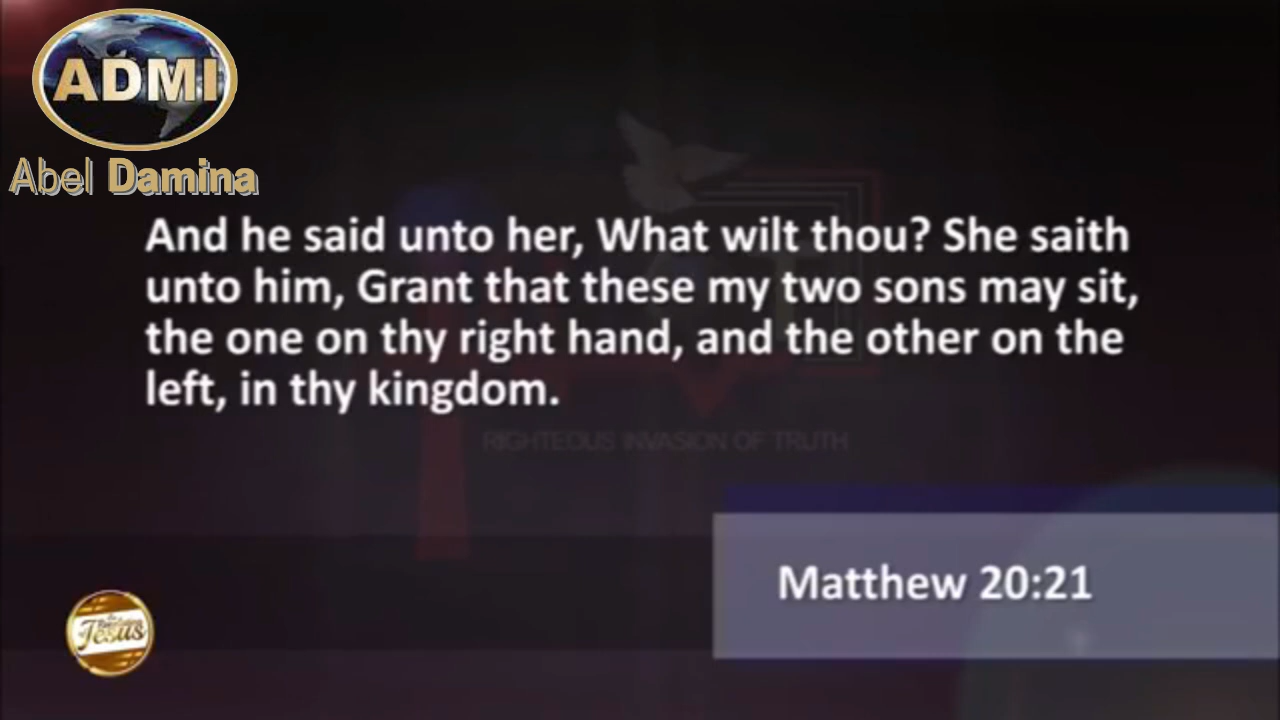 ADMI
Abel Damina
And he said unto her, What wilt thou? She saith
unto him, Grant that these my two sons may sit,
the one on thy right hand, and the other on the
left, in thy kingdom.
RIGHTEOUS INVASION OF TRUTH
Matthew 20:21
Jesus